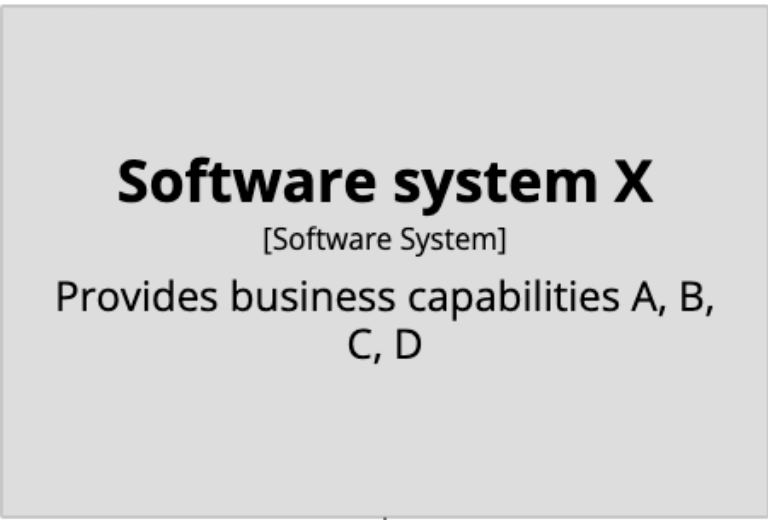 Software system X
[Software System]
Provides business capabilities A, B,
C, D